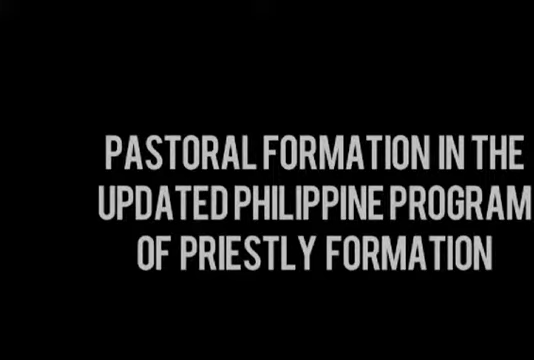 PASTORAL FORMATION IN THE
UPDATED PHILIPPINE PROGRAM
OF PRIESTLY FORMATION